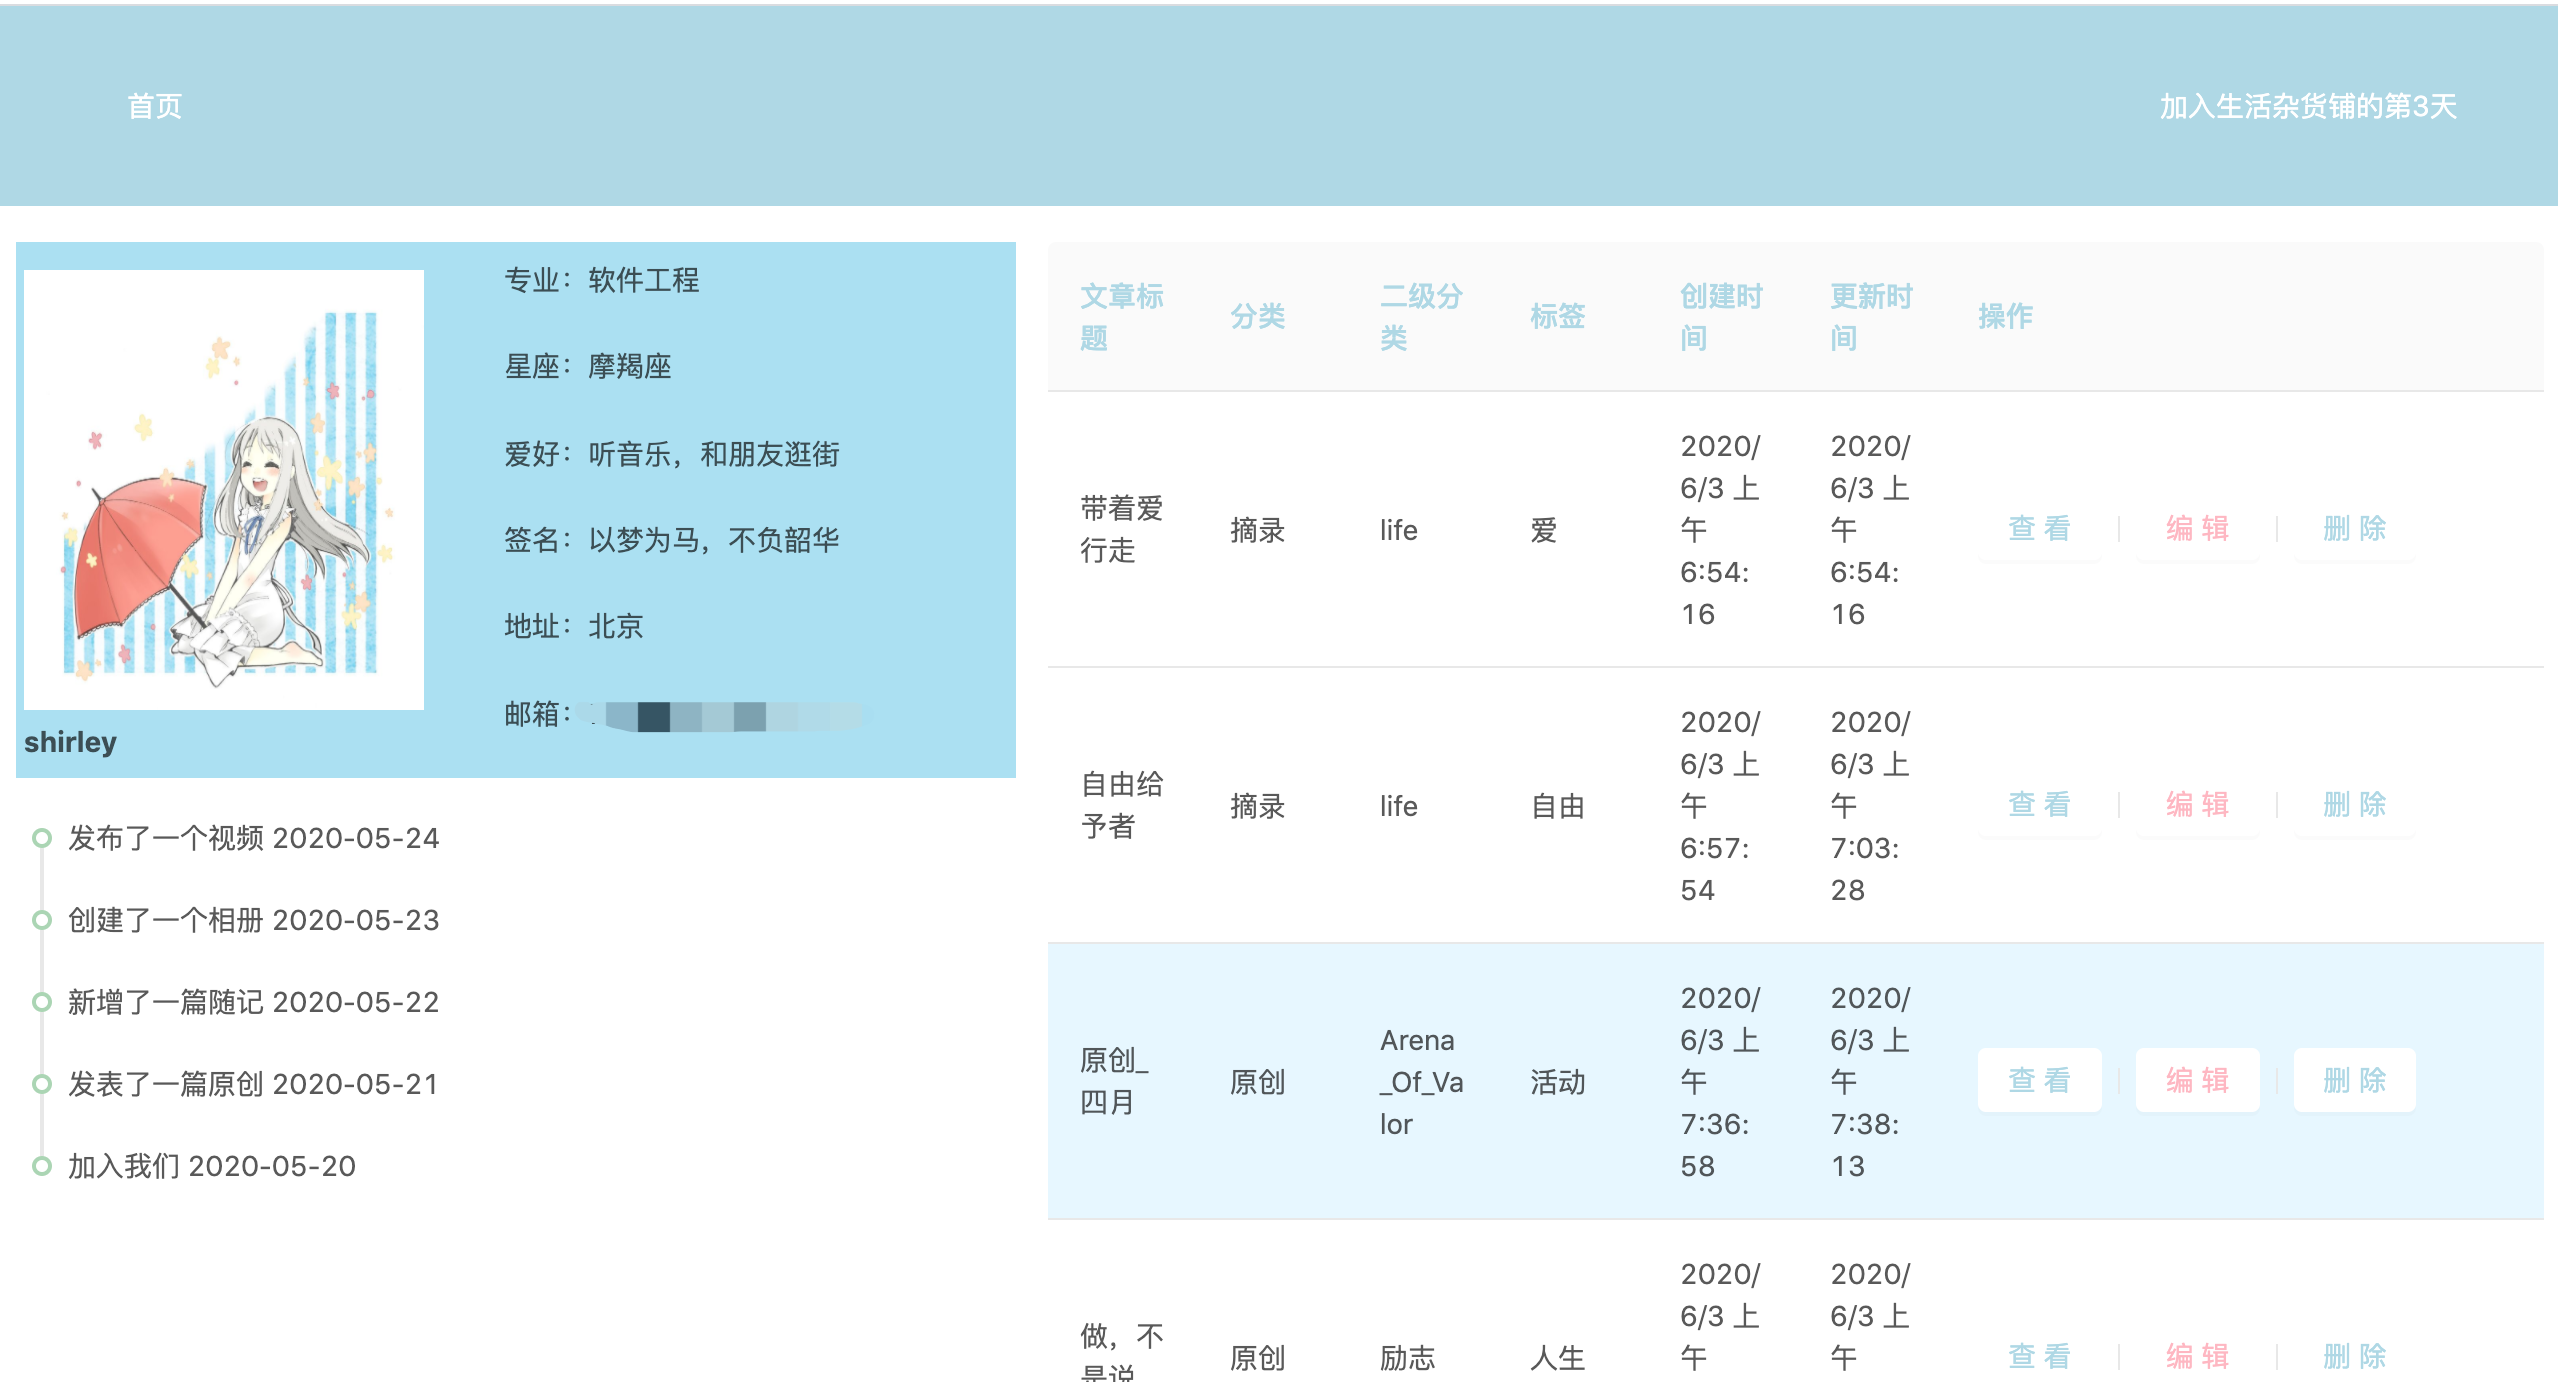 首页
加入生活杂货铺的第3天
专业：软件工程
星座：摩羯座
爱好：听音乐，和朋友逛街
签名：以梦为马，不负韶华
地址：北京
邮箱：
shirley
发布了一个视频 2020-05-24
创建了一个相册 2020-05-23
新增了一篇随记 2020-05-22
发表了一篇原创 2020-05-21
加入我们 2020-05-20
文章标
题
分类
二级分
类
标签
创建时
间
更新时
间
操作
带着爱
行走
摘录
life
爱
2020/
6/3 上
午
6:54:
16
2020/
6/3 上
午
6:54:
16
查 看
编 辑
删 除
自由给
予者
摘录
life
自由
2020/
6/3 上
午
6:57:
54
2020/
6/3 上
午
7:03:
28
查 看
编 辑
删 除
原创_
四月
原创
Arena
_Of_Va
lor
活动
2020/
6/3 上
午
7:36:
58
2020/
6/3 上
午
7:38:
13
查 看
编 辑
删 除
做，不
是说
原创
励志
人生
2020/
6/3 上
午
2020/
6/3 上
午
查 看
编 辑
删 除